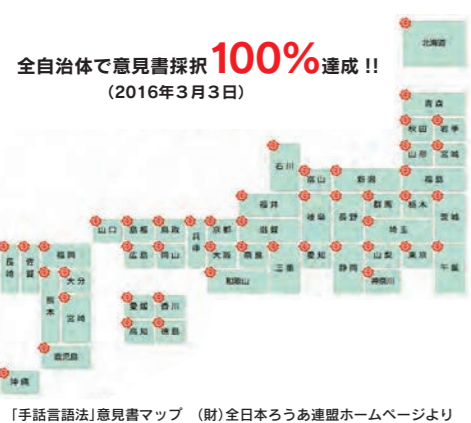 全自治体で意見書採択100%達成!!
(2016年3月3日)
北海道
青森
秋田 岩手
山形 宮城
石川
富山 新潟 福島
福井 岐阜 長野 群馬 栃木 茨城
山口 島根 鳥取 兵庫 京都 滋賀 埼玉
長崎 佐賀 福岡 広島 岡山 大阪 奈良 三重 愛知 静岡 山梨 東京 千葉
熊本 大分 和歌山 神奈川
宮崎 愛媛 香川
高知 徳島
鹿児島
沖縄
「手話言語法」意見書マップ (財)全日本ろうあ連盟ホームページより